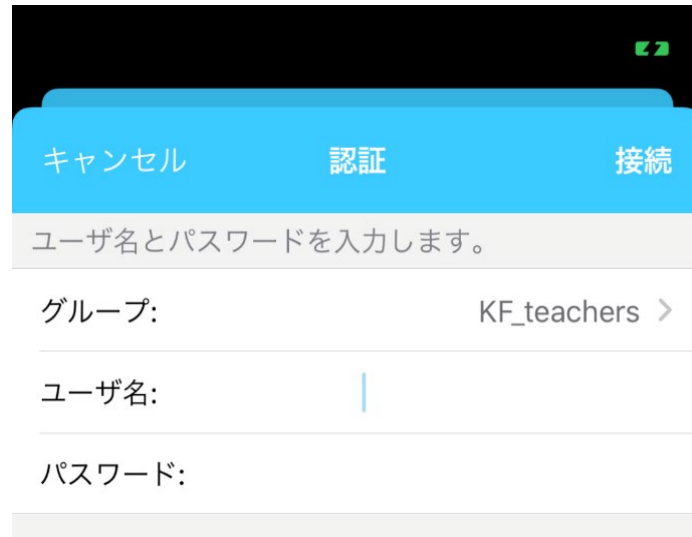 キャンセル 認証 接続
ユーザ名とパスワードを入力します。
グループ: KF_teachers >
ユーザ名:
パスワード: